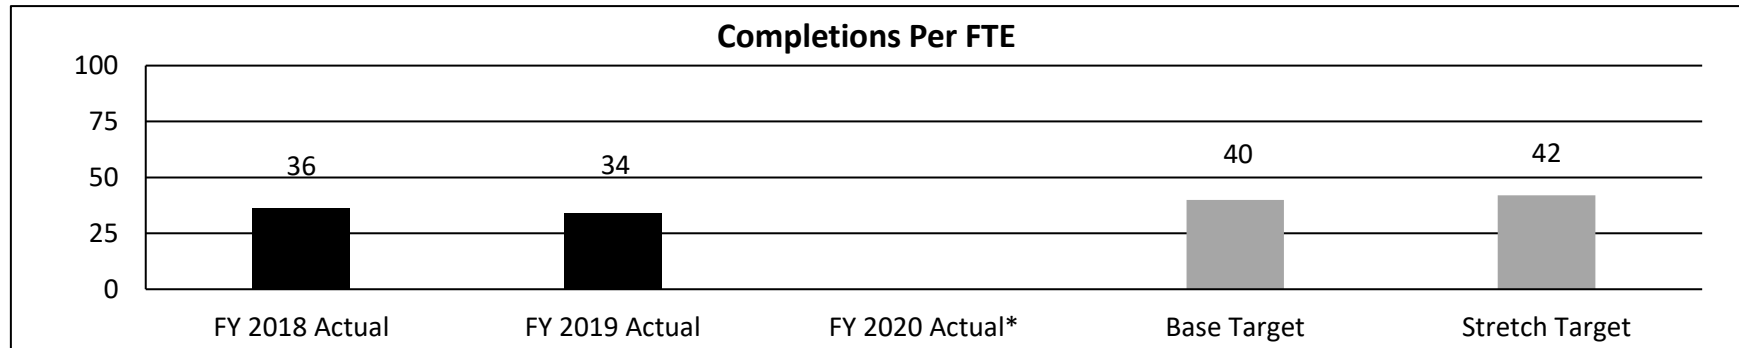 Completions Per FTE
100
75
50
25
0
36
34
40
42
FY 2018 Actual
FY 2019 Actual
FY 2020 Actual*
Base Target
Stretch Target